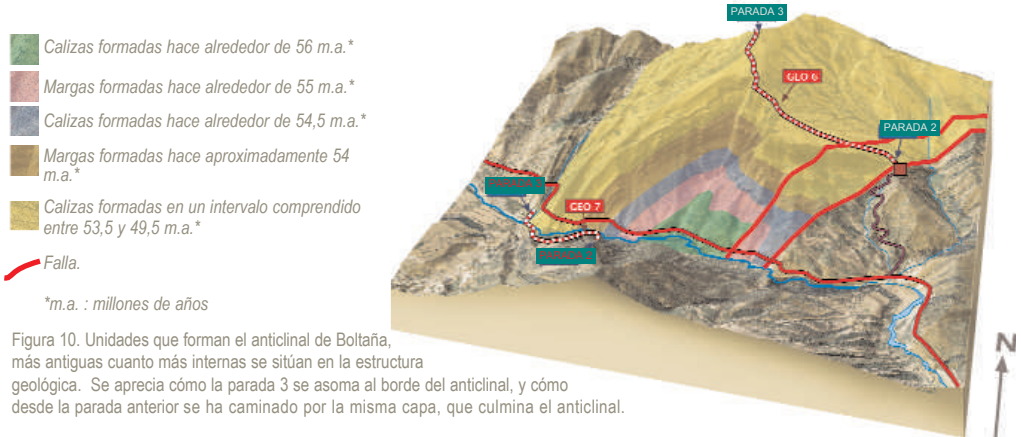 Calizas formadas hace alrededor de 56 m.a.*
Margas formadas hace alrededor de 55 m.a.*
Calizas formadas hace alrededor de 54,5 m.a.*
Margas formadas hace aproximadamente 54
m.a.*
Calizas formadas en un intervalo comprendido
entre 53,5 y 49,5 m.a.*
Falla.
*m.a. : millones de años
Figura 10. Unidades que forman el anticlinal de Boltaña,
más antiguas cuanto más internas se sitúan en la estructura
geológica. Se aprecia cómo la parada 3 se asoma al borde del anticlinal, y cómo
desde la parada anterior se ha caminado por la misma capa, que culmina el anticlinal.
PARADA 3
GEO 6
PARADA 2
PARADA 3
GEO 7
PARADA 2
N